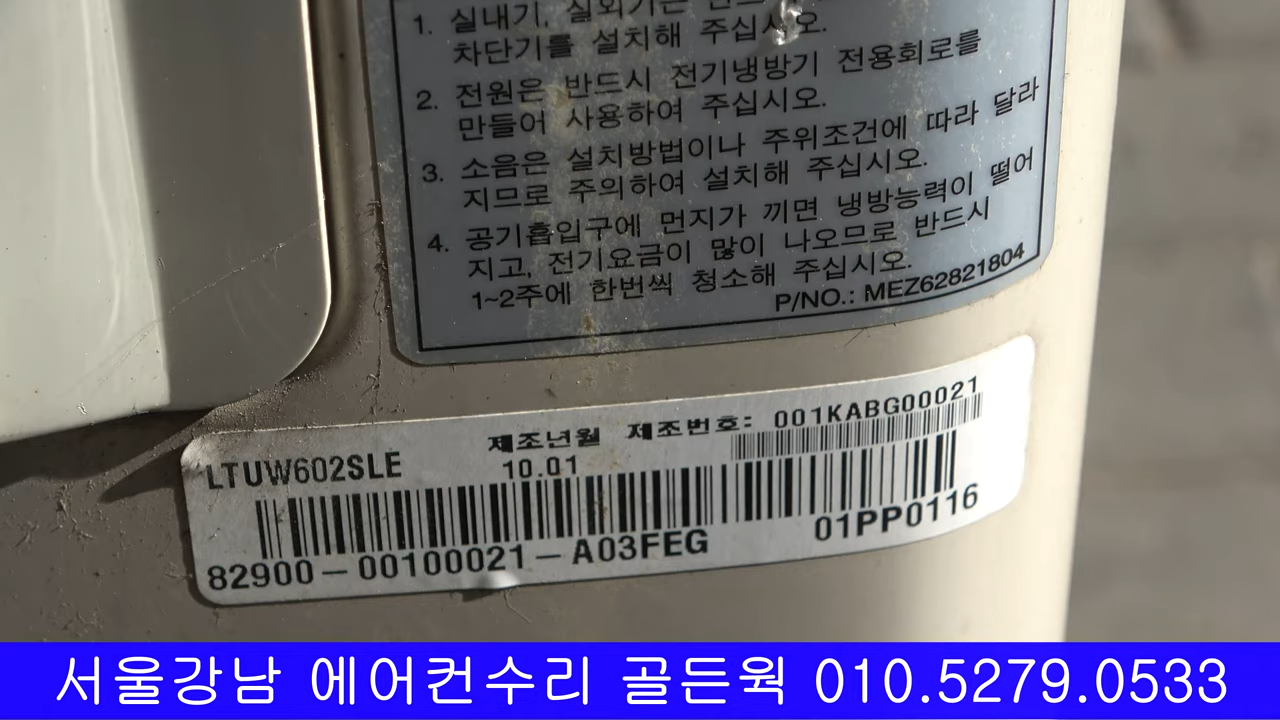 1. 실내기, 실외기는 반드시
차단기를 설치해 주십시오.
2. 전원은 반드시 전기냉방기 전용회로를
만들어 사용하여 주십시오.
3. 소음은 설치방법이나 주위조건에 따라 달라
지므로 주의하여 설치해 주십시오.
4. 공기흡입구에 먼지가 끼면 냉방능력이 떨어
지고, 전기요금이 많이 나오므로 반드시
1~2주에 한번씩 청소해 주십시오.
P/NO.: MEZ62821804
제조년월 제조번호: 001KABG00021
LTUW602SLE 10.01
82900-00100021-A03FEG 01PP0116
서울강남 에어컨수리 골든웍 010.5279.0533